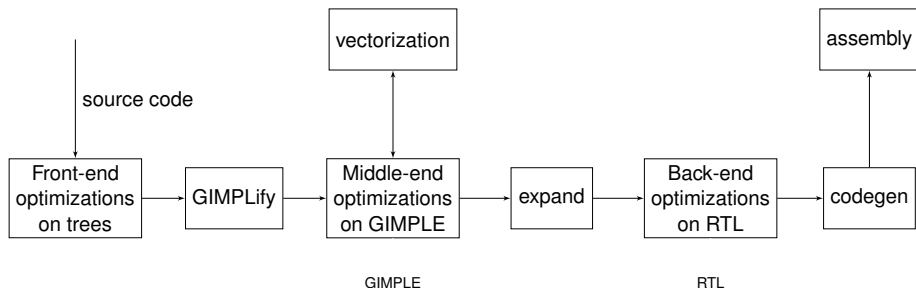 vectorization
assembly
source code
Front-end
optimizations
on trees
GIMPLify
Middle-end
optimizations
on GIMPLE
expand
Back-end
optimizations
on RTL
codegen
GIMPLE
RTL